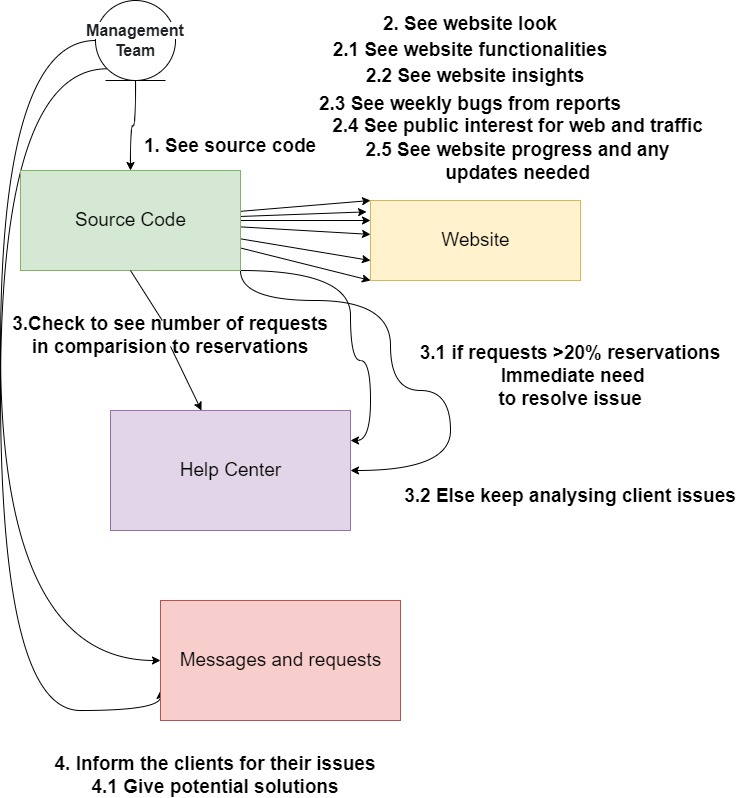 Management
Team
2. See website look
2.1 See website functionalities
2.2 See website insights
2.3 See weekly bugs from reports
2.4 See public interest for web and traffic
2.5 See website progress and any
updates needed
1. See source code
Source Code
Website
3.Check to see number of requests
in comparision to reservations
3.1 if requests >20% reservations
Immediate need
to resolve issue
Help Center
3.2 Else keep analysing client issues
Messages and requests
4. Inform the clients for their issues
4.1 Give potential solutions